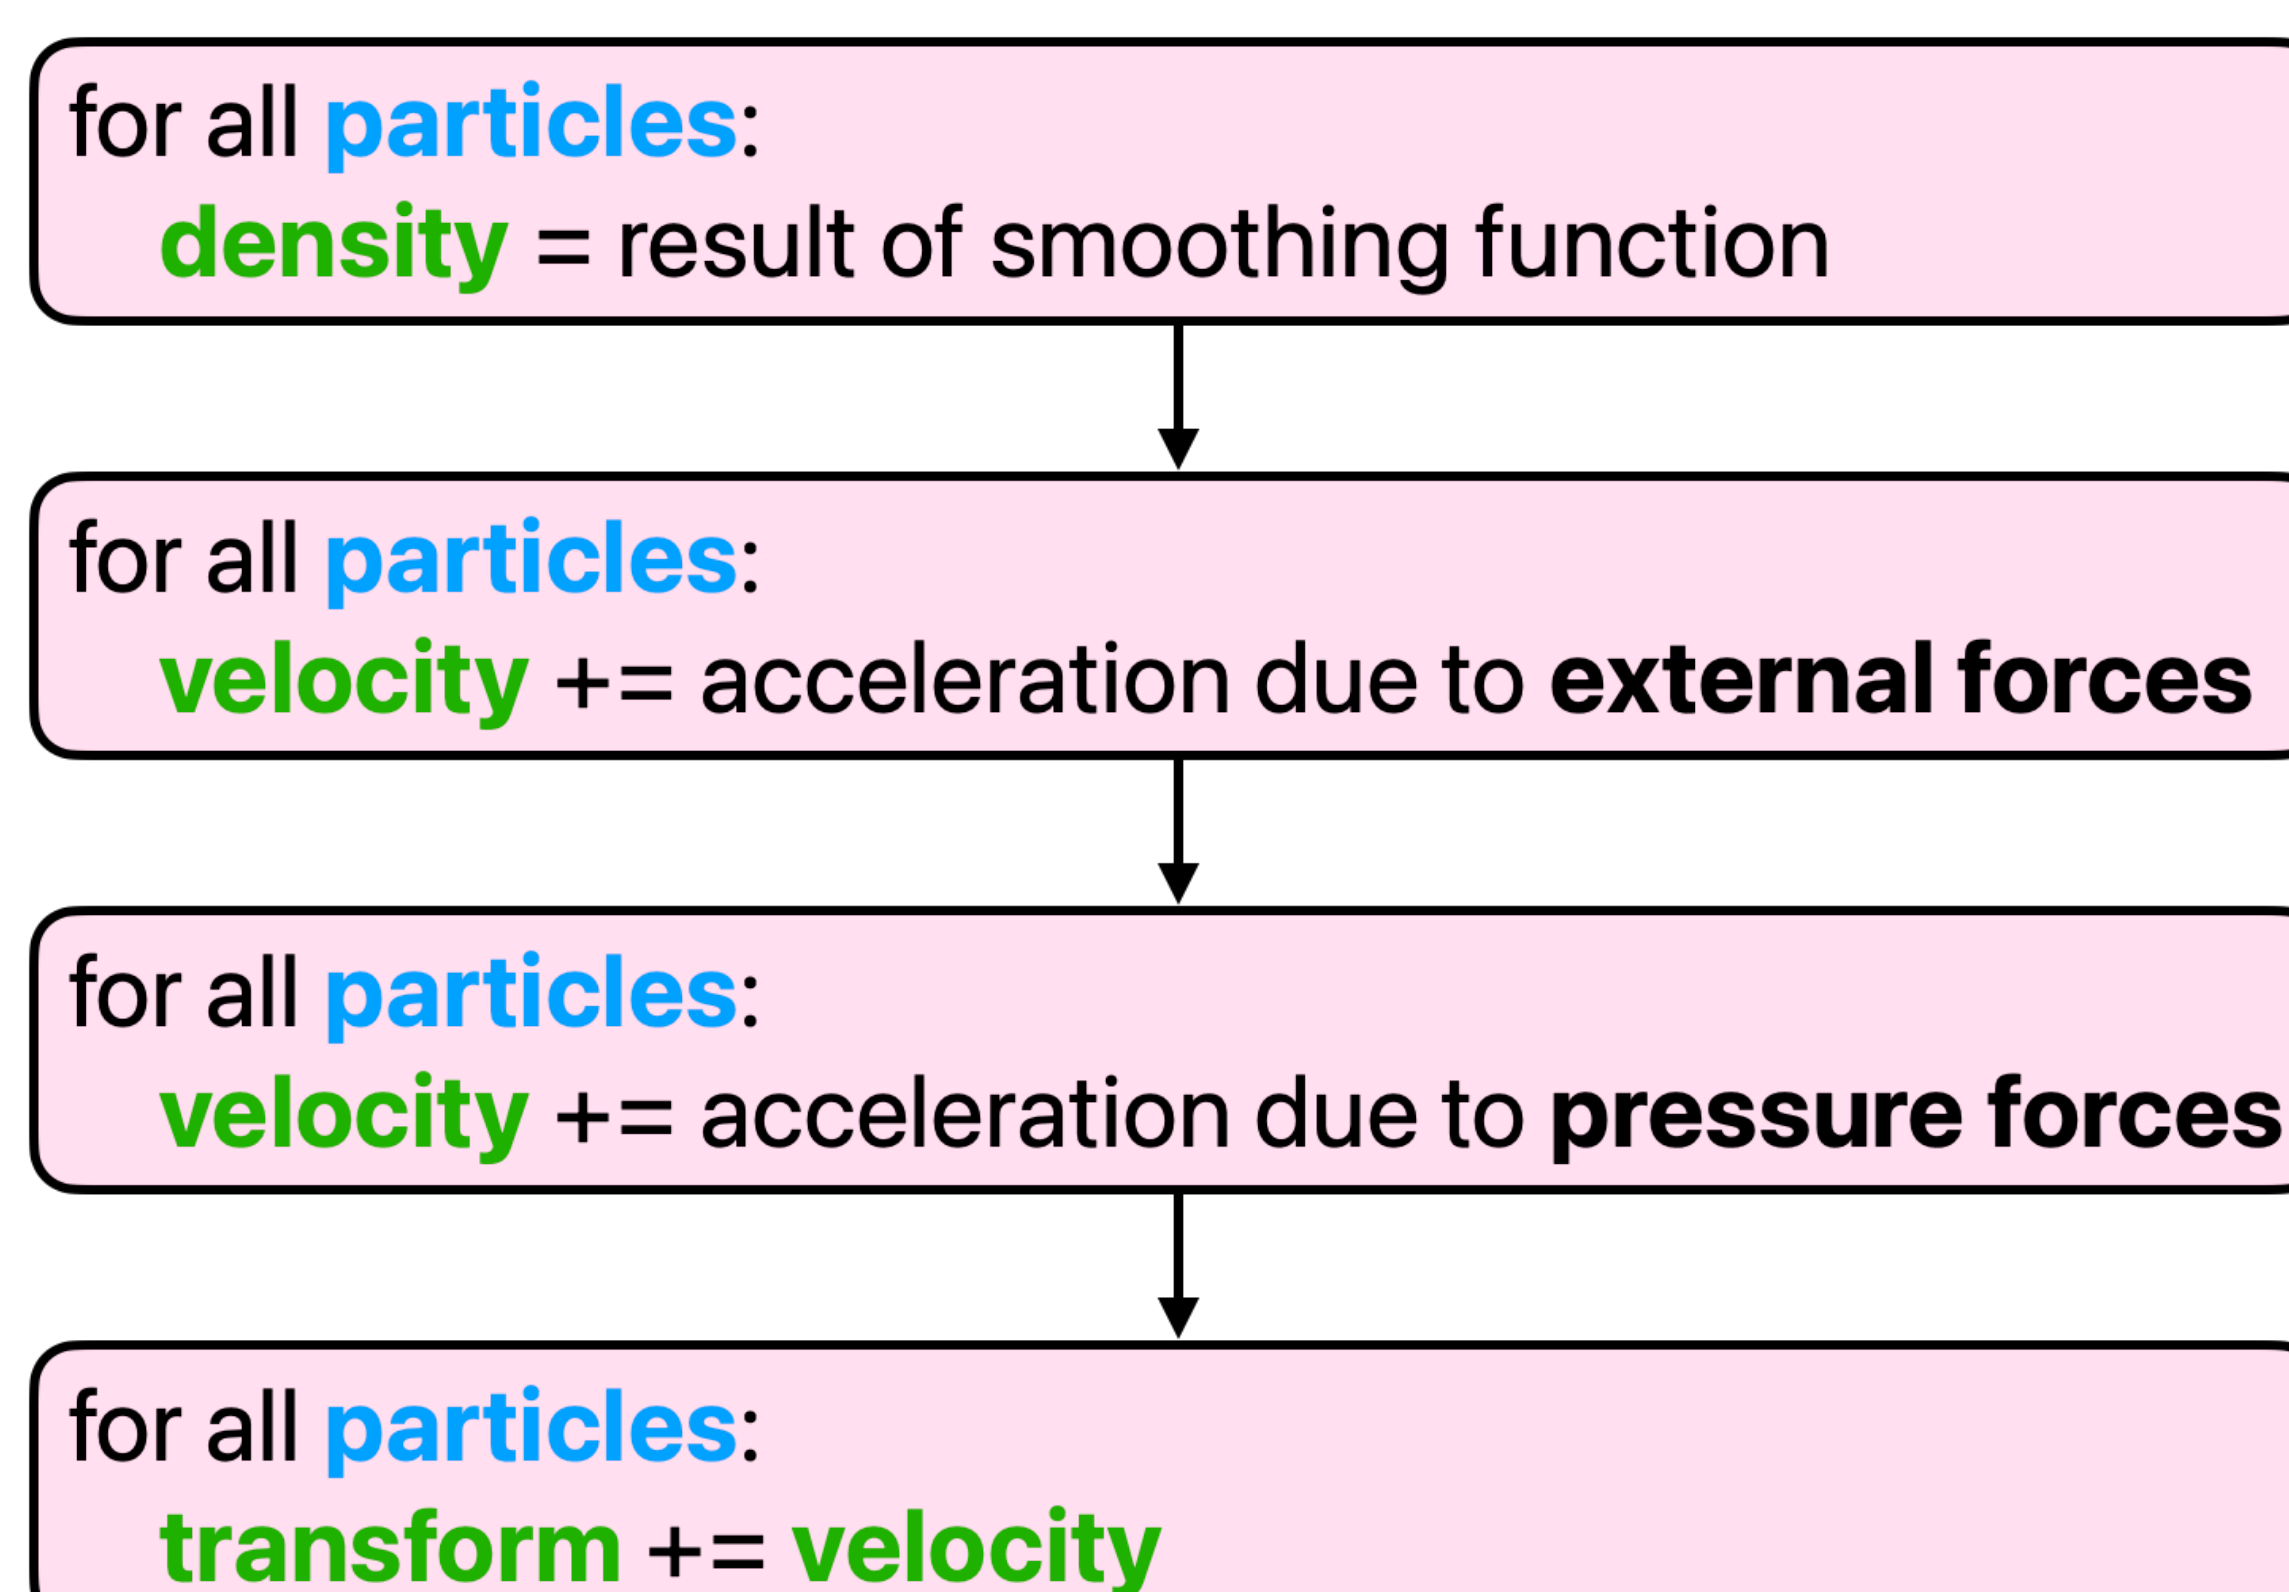 for all particles:
density = result of smoothing function
for all particles:
velocity += acceleration due to external forces
for all particles:
velocity += acceleration due to pressure forces
for all particles:
transform += velocity